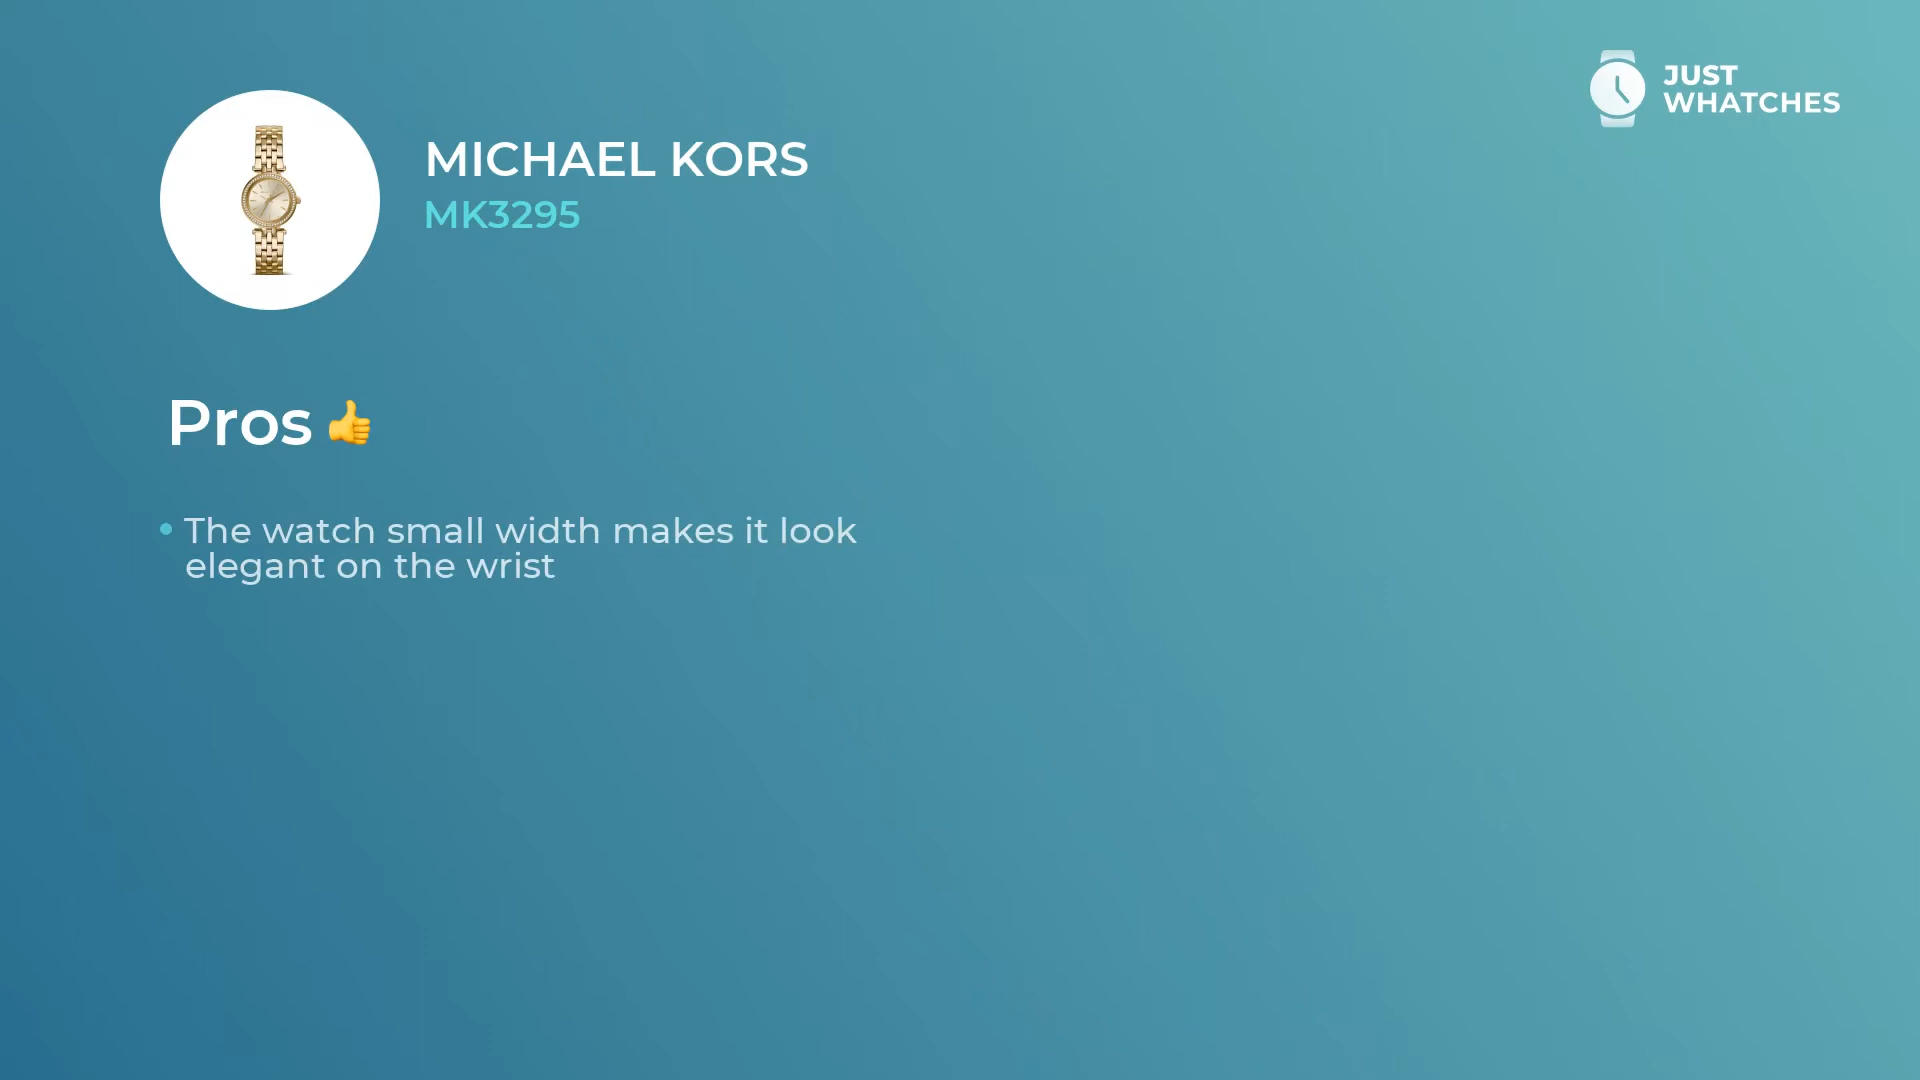 JUST
WHATCHES
MICHAEL KORS
MK3295
Pros 👍
• The watch small width makes it look
elegant on the wrist